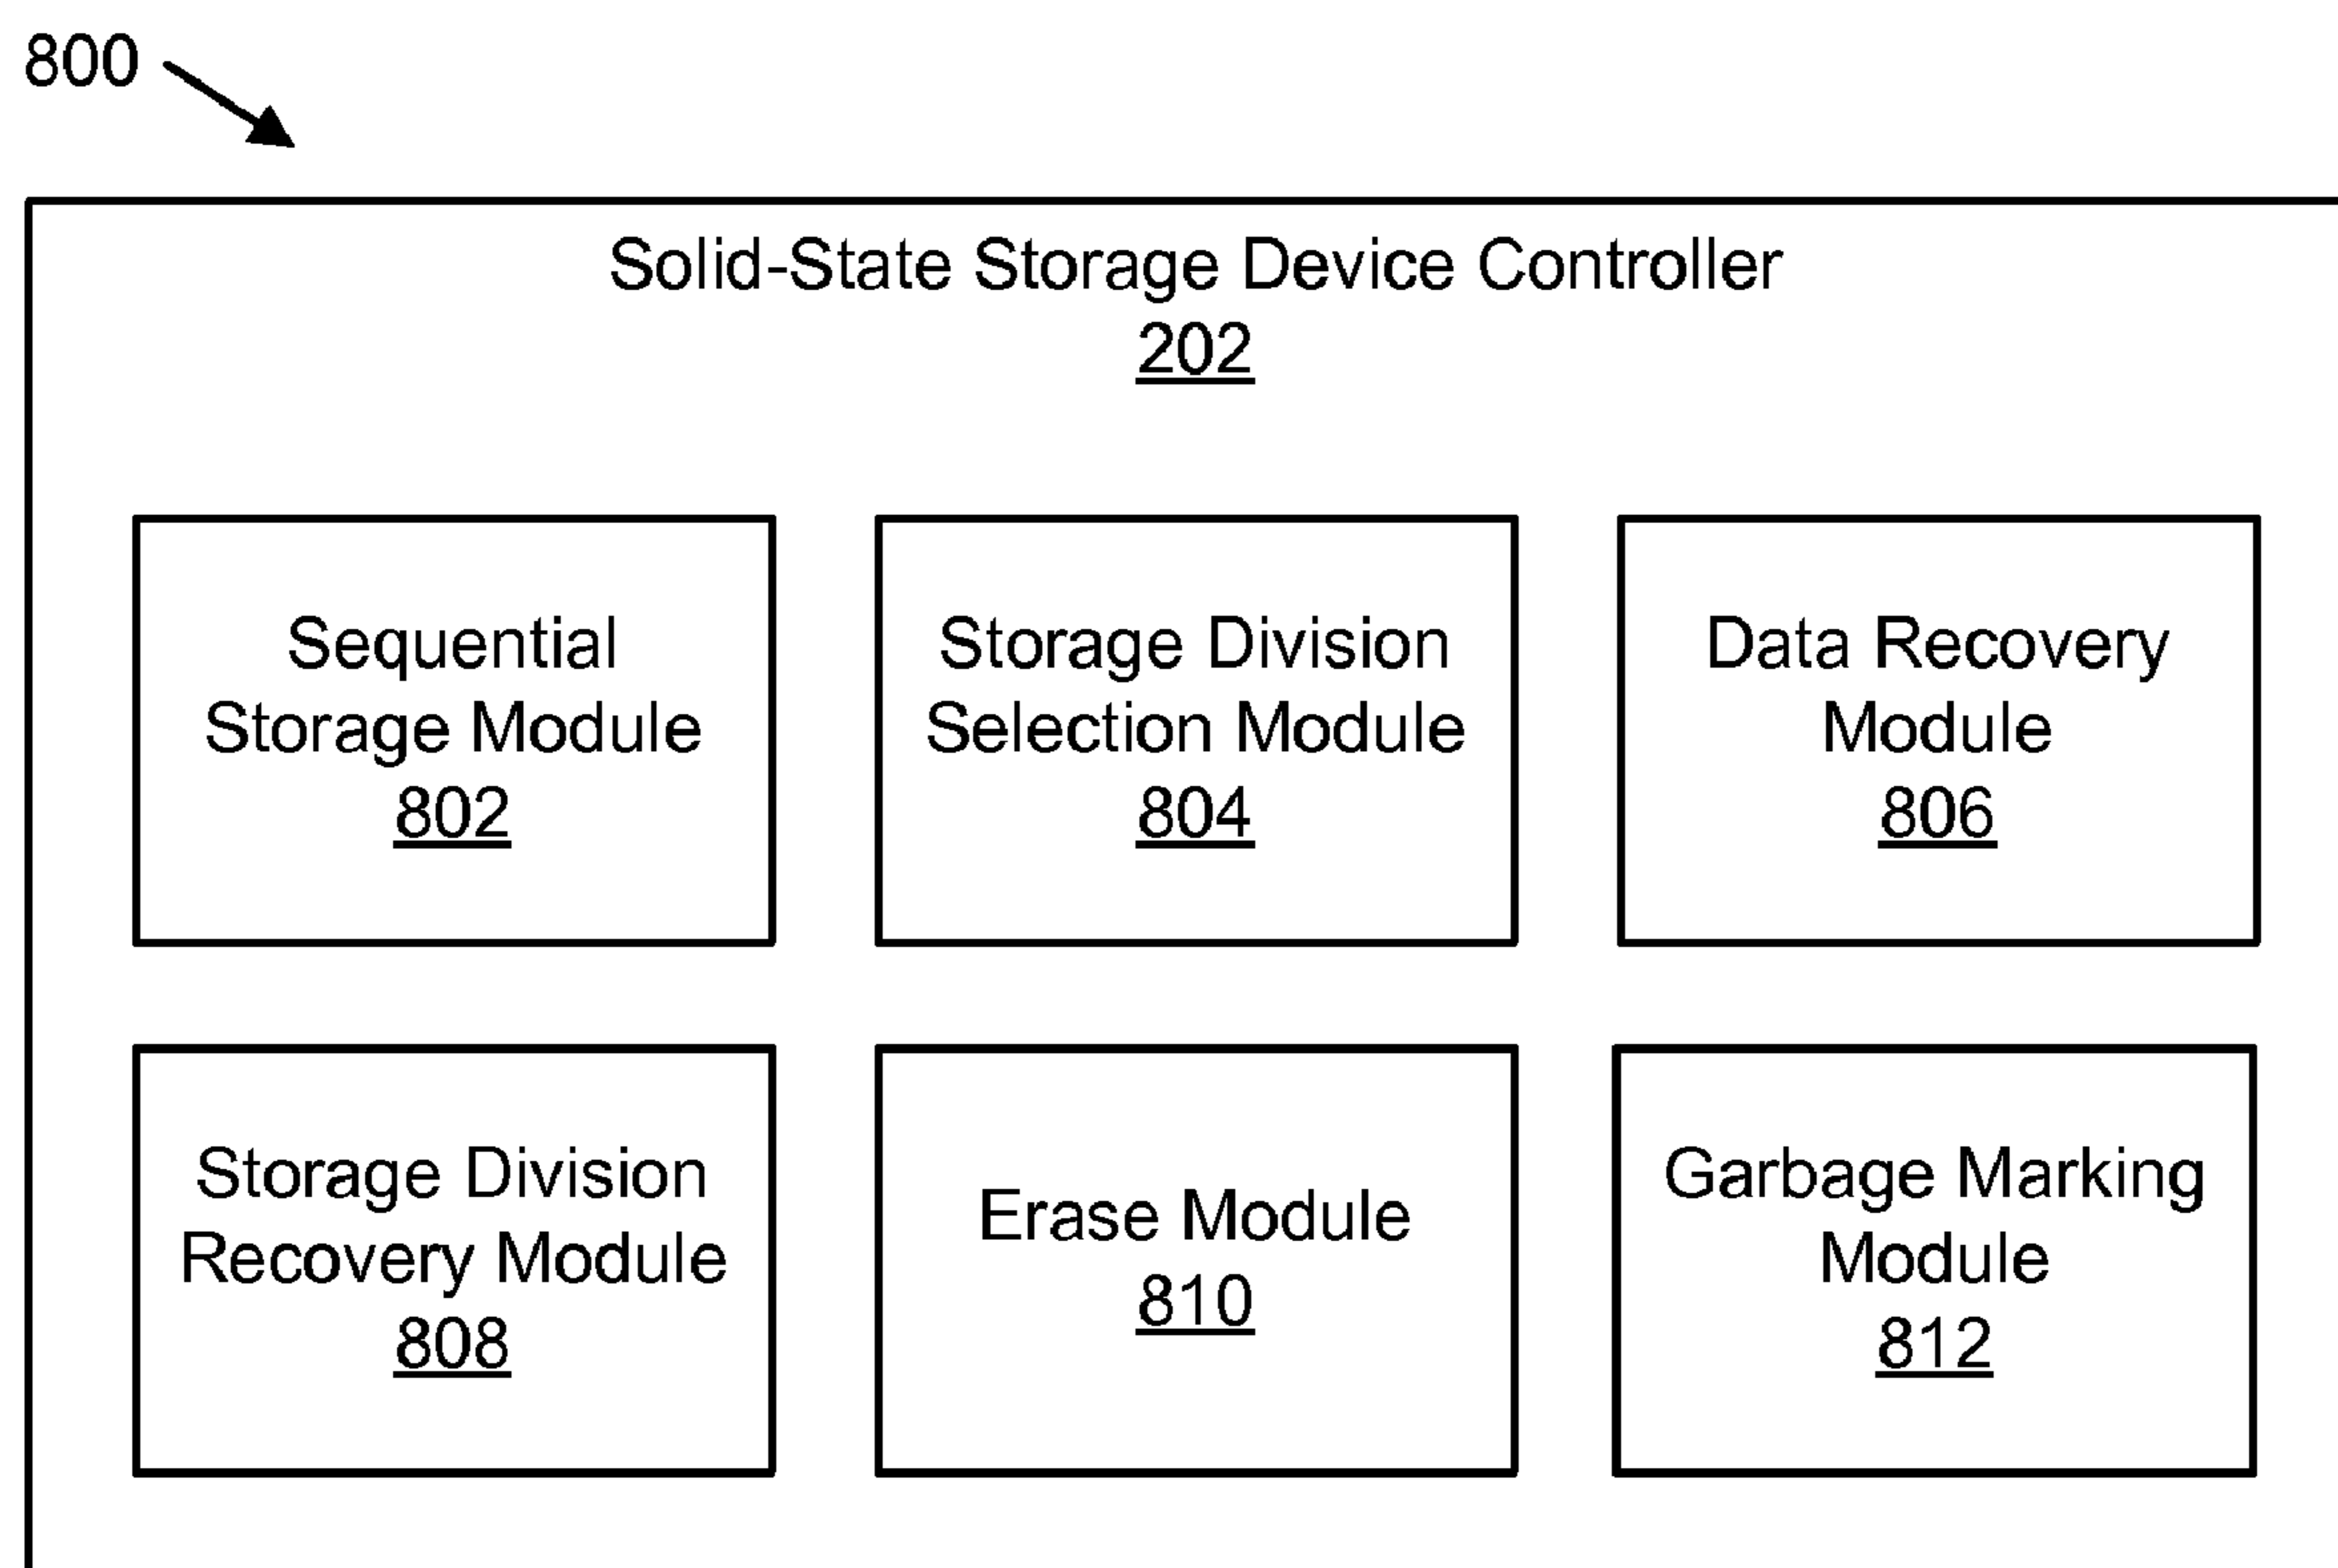 800
Solid-State Storage Device Controller
202
Sequential
Storage Module
802
Storage Division
Selection Module
804
Data Recovery
Module
806
Storage Division
Recovery Module
808
Erase Module
810
Garbage Marking
Module
812